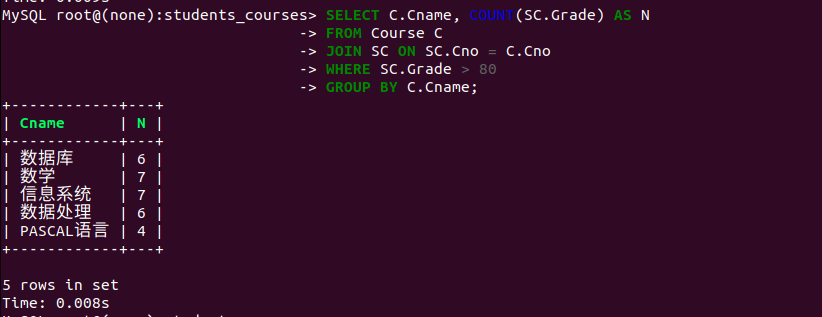 MySQL root@(none):students_courses> SELECT C.Cname, COUNT(SC.Grade) AS N
-> FROM Course C
-> JOIN SC ON SC.Cno = C.Cno
-> WHERE SC.Grade > 80
-> GROUP BY C.Cname;
+------------+---+
| Cname      | N |
+------------+---+
| 数据库     | 6 |
| 数学       | 7 |
| 信息系统   | 7 |
| 数据处理   | 6 |
| PASCAL语言 | 4 |
+------------+---+
5 rows in set
Time: 0.008s